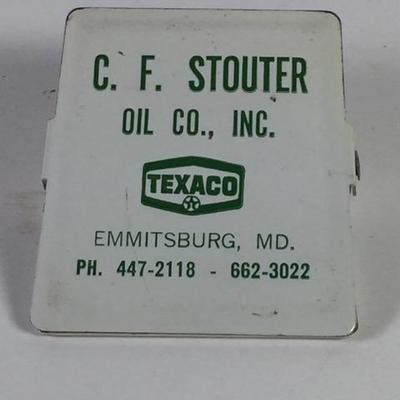 C. F. STOUTER
OIL CO., INC.
TEXACO
EMMITSBURG, MD.
PH. 447-2118 - 662-3022